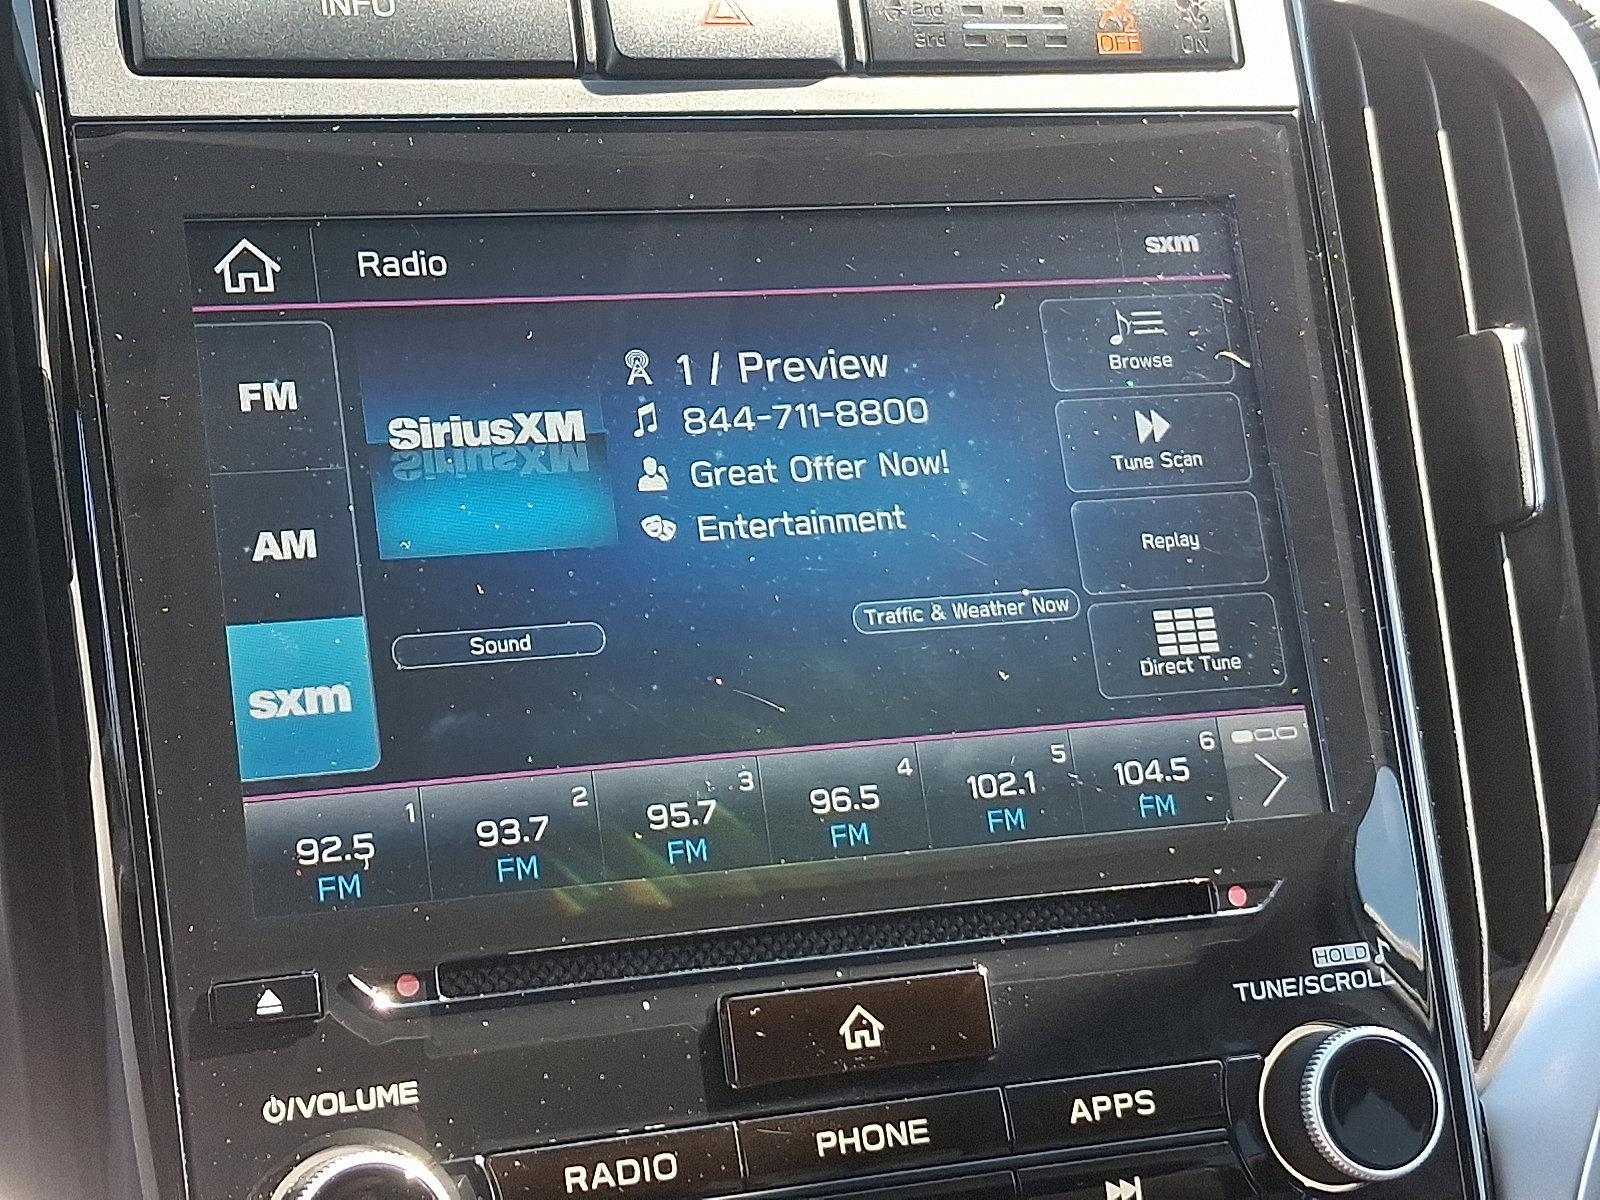 INFO
2nd
3rd
OFF
ON
Radio
sxm
FM
AM
sxm
SiriusXM
1 / Preview
844-711-8800
Great Offer Now!
Entertainment
Sound
Traffic & Weather Now
Browse
Tune Scan
Replay
Direct Tune
1
92.5
FM
2
93.7
FM
3
95.7
FM
4
96.5
FM
5
102.1
FM
6
104.5
FM
HOLD
TUNE/SCROLL
/VOLUME
RADIO
PHONE
APPS